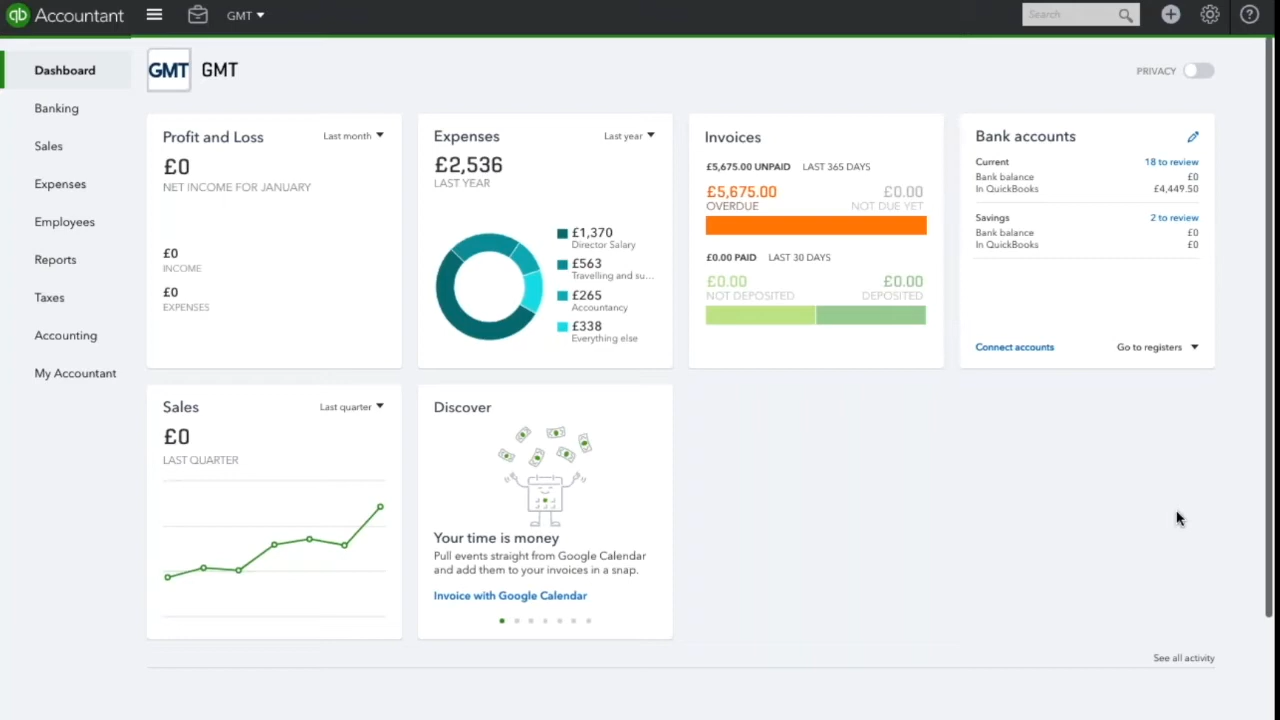 qb Accountant
GMT
Search
Dashboard
Banking
Sales
Expenses
Employees
Reports
Taxes
Accounting
My Accountant
GMT GMT
PRIVACY
Profit and Loss Last month
£0
NET INCOME FOR JANUARY
£0
INCOME
£0
EXPENSES
Expenses Last year
£2,536
LAST YEAR
£1,370
Director Salary
£563
Travelling and su...
£265
Accountancy
£338
Everything else
Invoices
£5,675.00 UNPAID LAST 365 DAYS
£5,675.00 £0.00
OVERDUE NOT DUE YET
£0.00 PAID LAST 30 DAYS
£0.00 £0.00
NOT DEPOSITED DEPOSITED
Bank accounts
Current 18 to review
Bank balance £0
In QuickBooks £4,449.50
Savings 2 to review
Bank balance £0
In QuickBooks £0
Connect accounts Go to registers
Sales Last quarter
£0
LAST QUARTER
Discover
Your time is money
Pull events straight from Google Calendar
and add them to your invoices in a snap.
Invoice with Google Calendar
See all activity